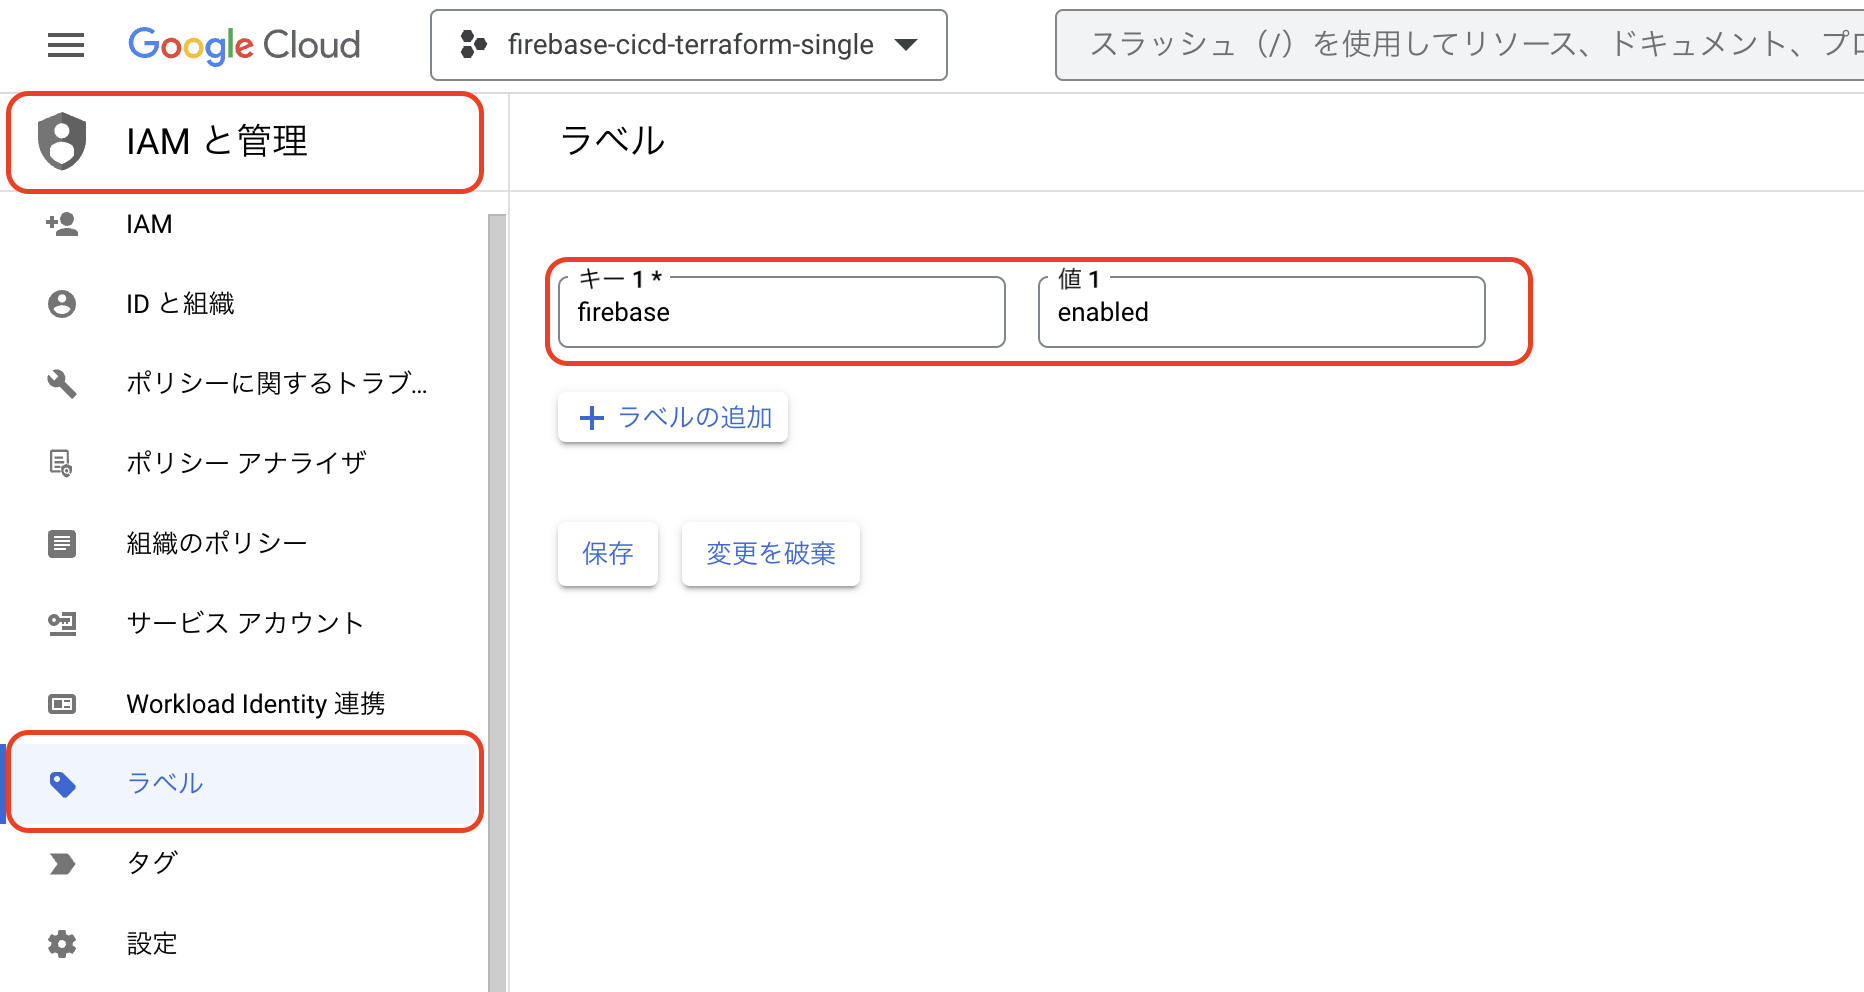 Google Cloud
firebase-cicd-terraform-single
スラッシュ（/）を使用してリソース、ドキュメント、プロ
IAM と管理
ラベル
IAM
ID と組織
ポリシーに関するトラブ...
ポリシー アナライザ
組織のポリシー
サービス アカウント
Workload Identity 連携
ラベル
タグ
設定
キー 1 *
firebase
値 1
enabled
ラベルの追加
保存
変更を破棄